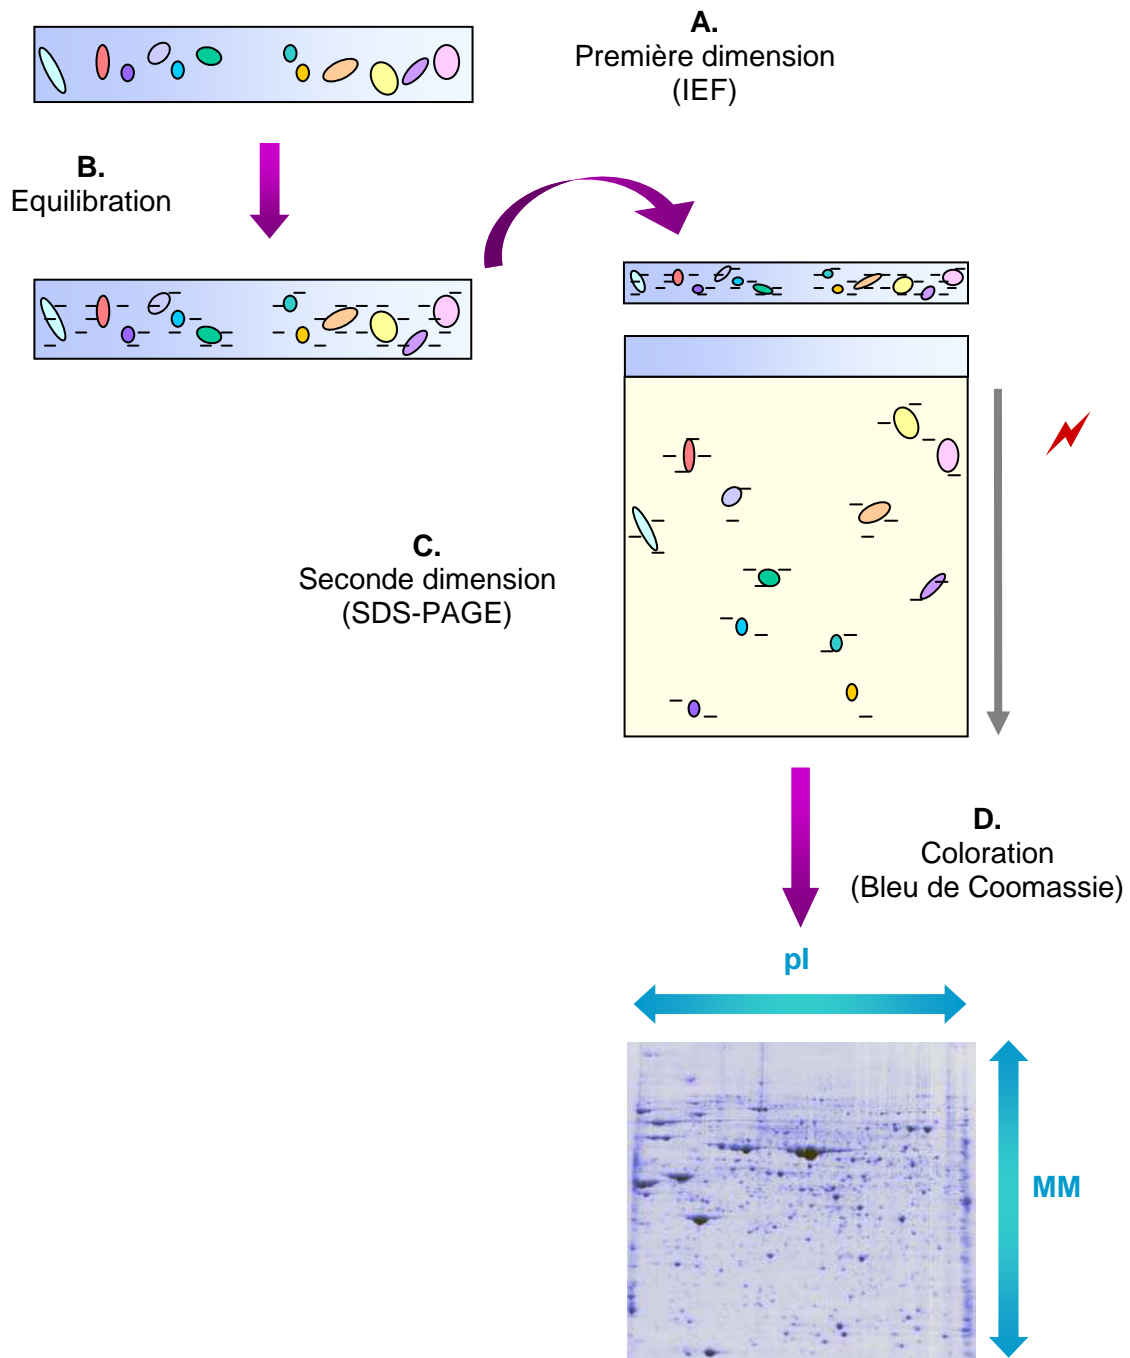 A.
Première dimension
(IEF)
B.
Equilibration
C.
Seconde dimension
(SDS-PAGE)
D.
Coloration
(Bleu de Coomassie)
pI
MM